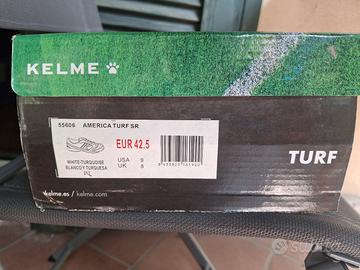 KELME
55606 AMERICA TURF SR
EUR 42.5
USA 9
UK 8
WHITE-TURQUOISE
BLANCO Y TURQUESA
TURF
kelme.es / kelme.com
Subito